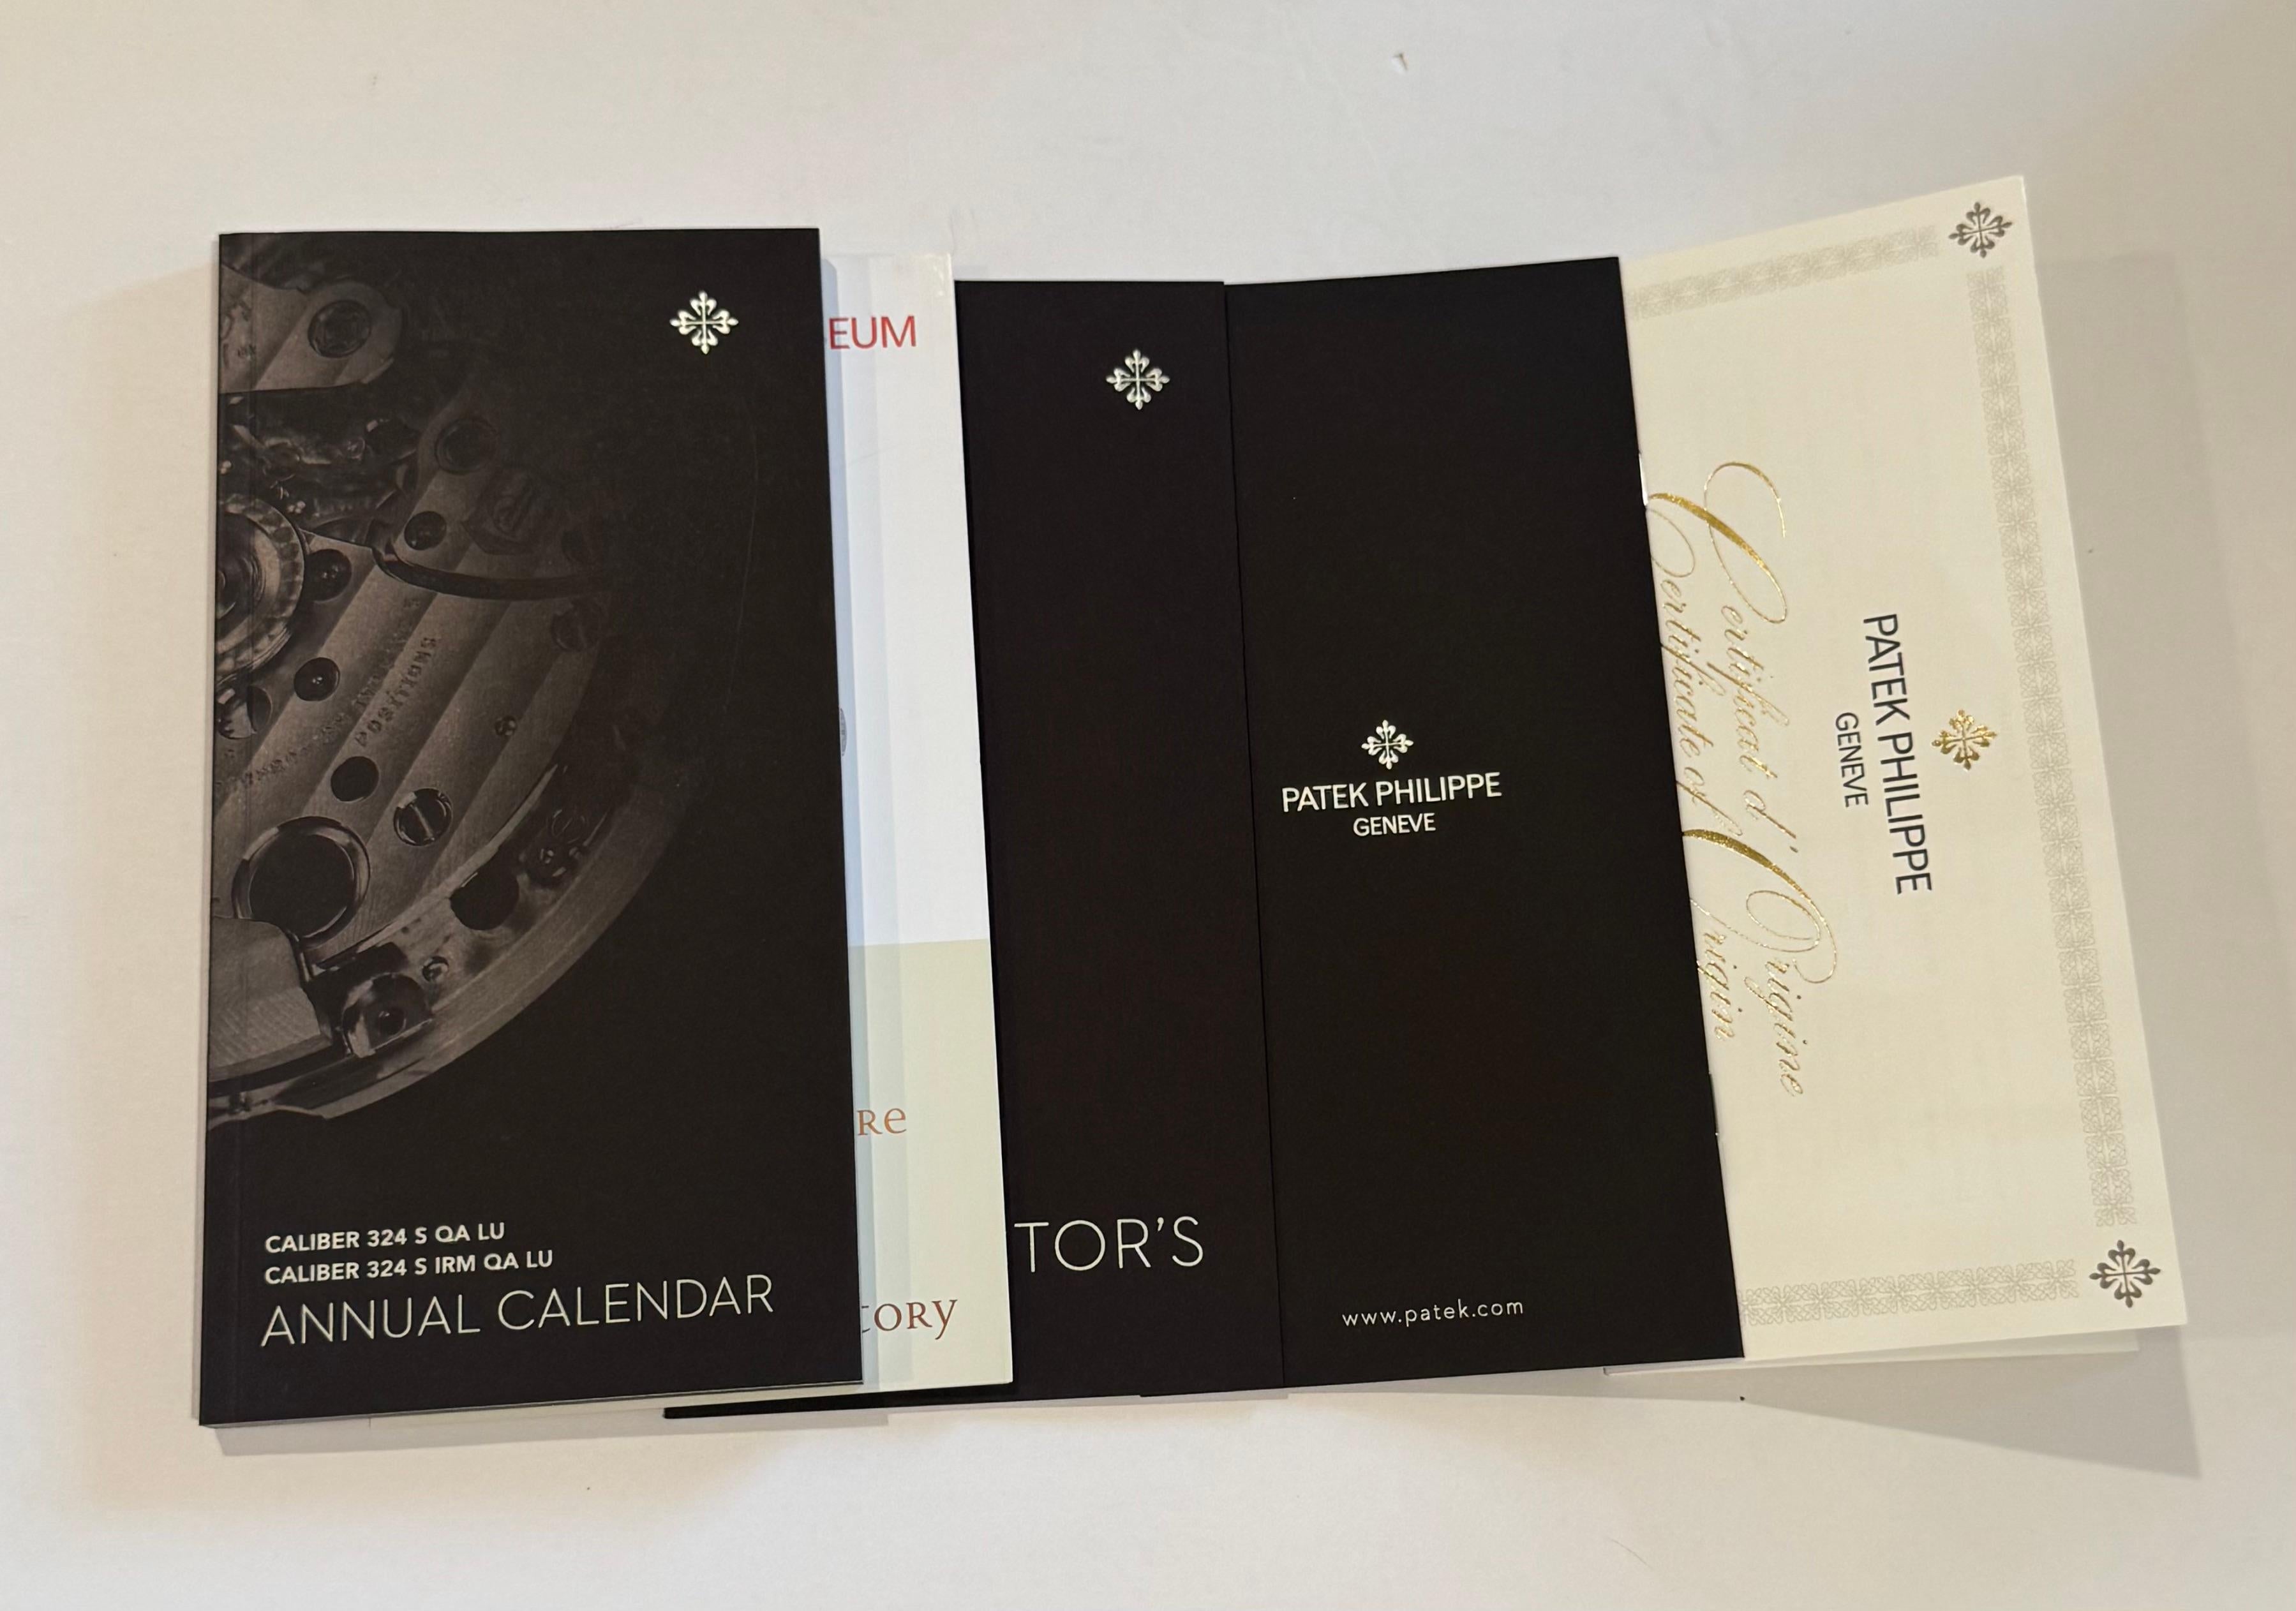 CALIBER 324 S QA LU
CALIBER 324 S IRM QA LU
ANNUAL CALENDAR
POSITIONS
EUM
Re
tory
TOR'S
PATEK PHILIPPE
GENEVE
www.patek.com
PATEK PHILIPPE
GENEVE
Certificat d'Origine
Certificate of Origin